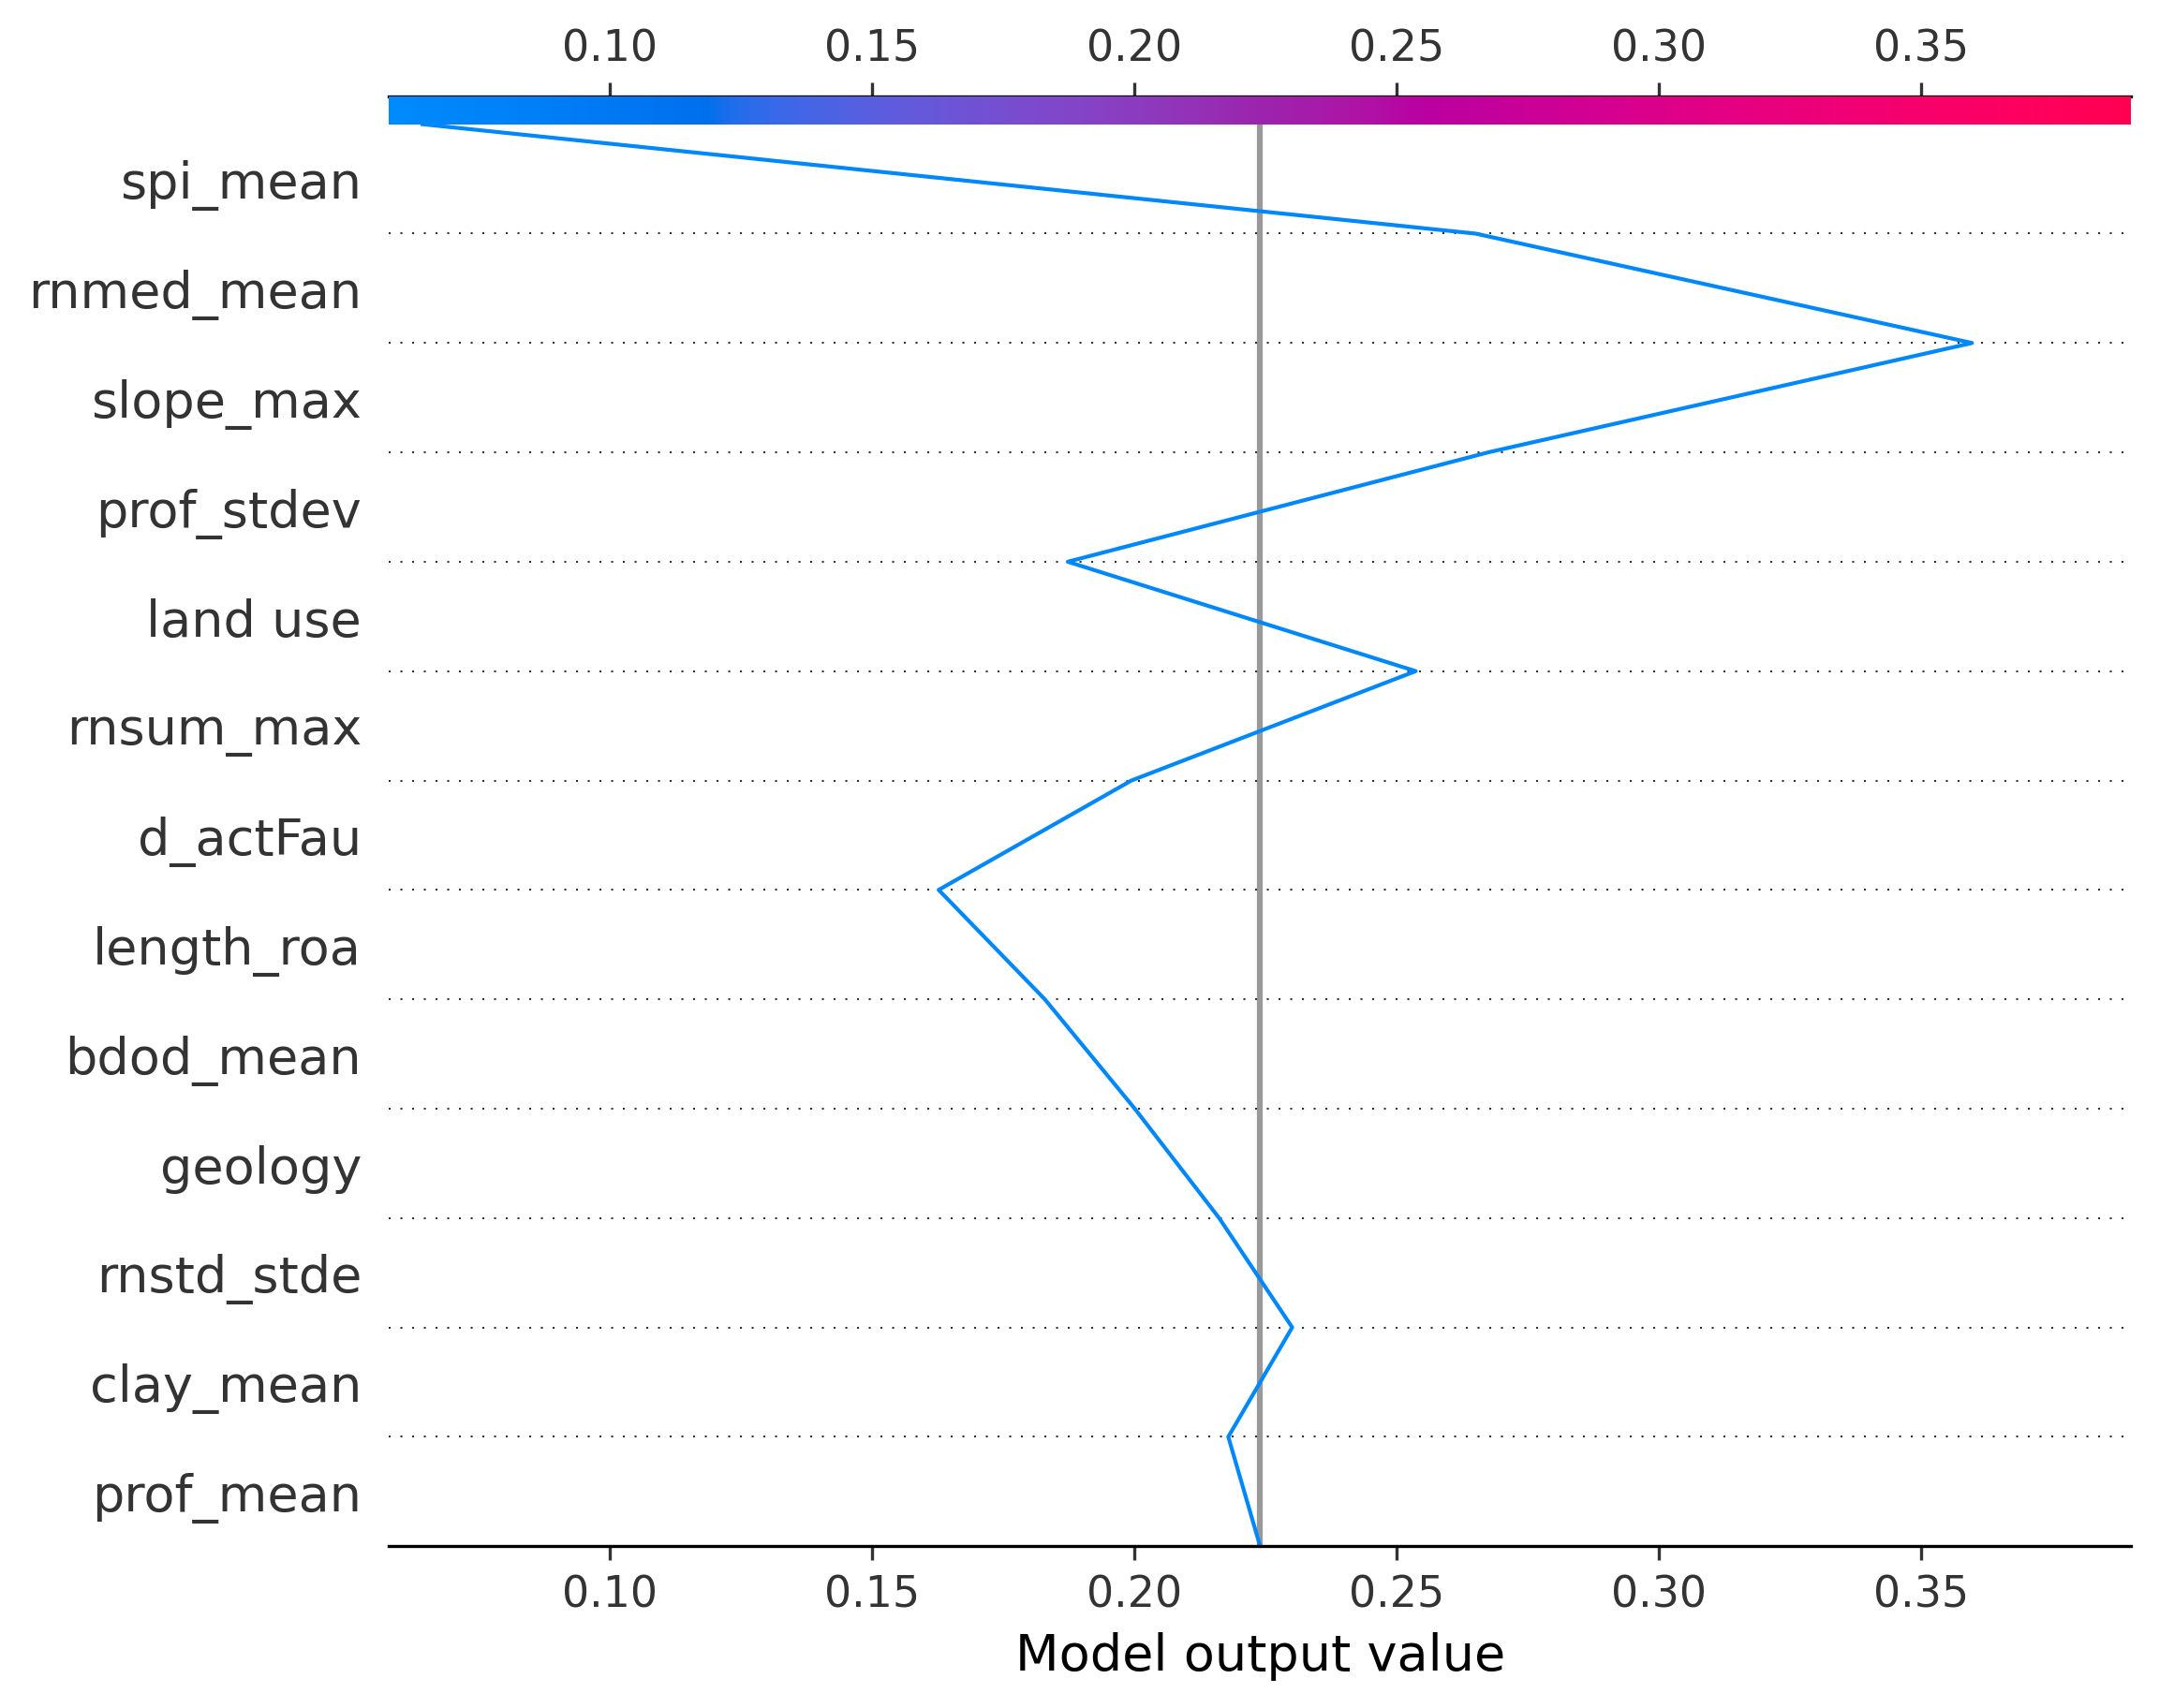 0.10 0.15 0.20 0.25 0.30 0.35
spi_mean
rnmed_mean
slope_max
prof_stdev
land use
rnsum_max
d_actFau
length_roa
bdod_mean
geology
rnstd_stde
clay_mean
prof_mean
0.10 0.15 0.20 0.25 0.30 0.35
Model output value